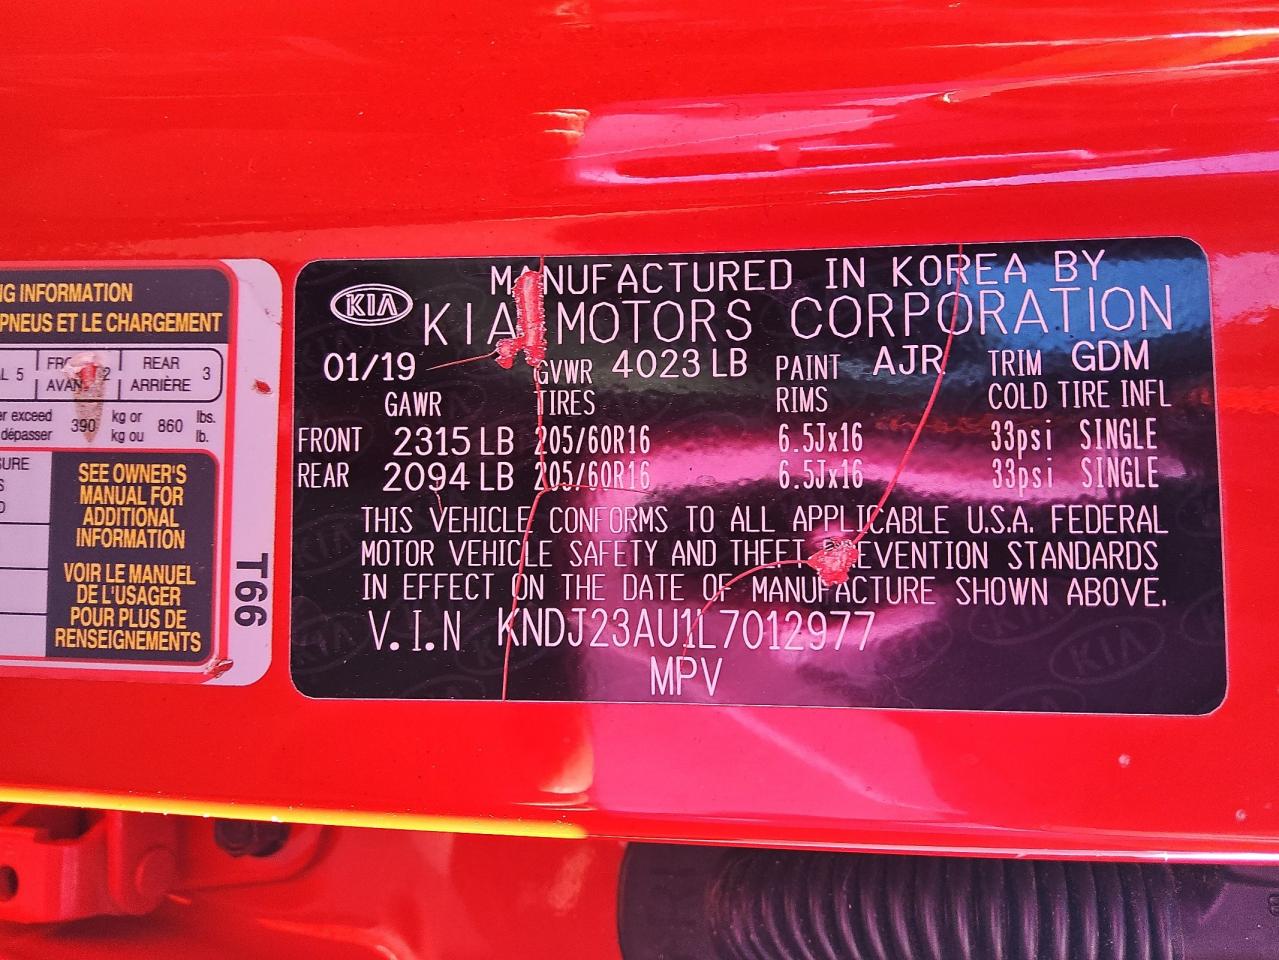 NG INFORMATION
PNEUS ET LE CHARGEMENT
AL 5 REAR 3
ARRIÈRE
er exceed 390 kg or 860 lbs.
dépasser kg ou lb.
SEE OWNER'S
MANUAL FOR
ADDITIONAL
INFORMATION
VOIR LE MANUEL
DE L'USAGER
POUR PLUS DE
RENSEIGNEMENTS
T66
KIA
MANUFACTURED IN KOREA BY
KIA MOTORS CORPORATION
01/19 GVWR 4023 LB PAINT AJR TRIM GDM
GAWR TIRES RIMS COLD TIRE INFL
FRONT 2315 LB 205/60R16 6.5Jx16 33psi SINGLE
REAR 2094 LB 205/60R16 6.5Jx16 33psi SINGLE
THIS VEHICLE CONFORMS TO ALL APPLICABLE U.S.A. FEDERAL
MOTOR VEHICLE SAFETY AND THEFT PREVENTION STANDARDS
IN EFFECT ON THE DATE OF MANUFACTURE SHOWN ABOVE.
V.I.N KNDJ23AU1L7012977
MPV